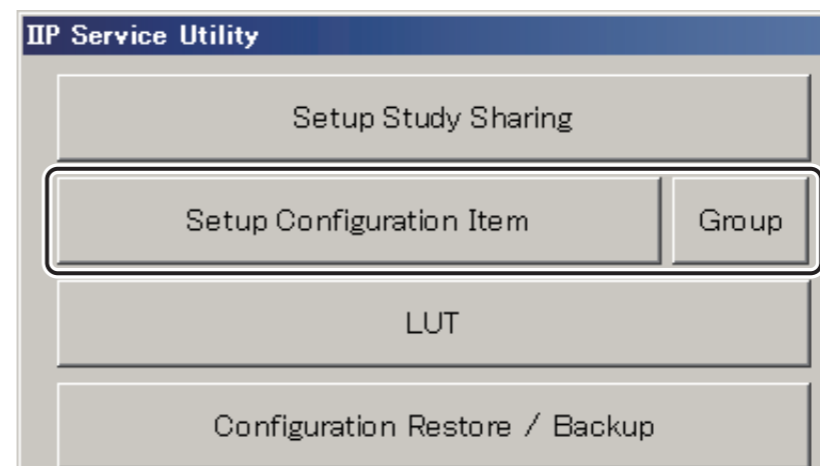 IIP Service Utility
Setup Study Sharing
Setup Configuration Item Group
LUT
Configuration Restore / Backup